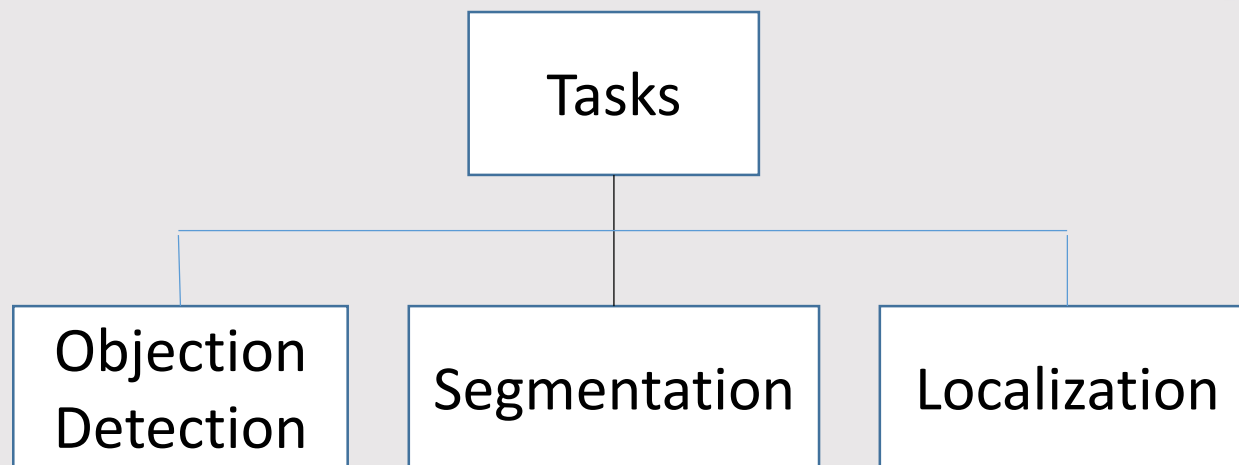 Tasks
Objection
Detection
Segmentation
Localization